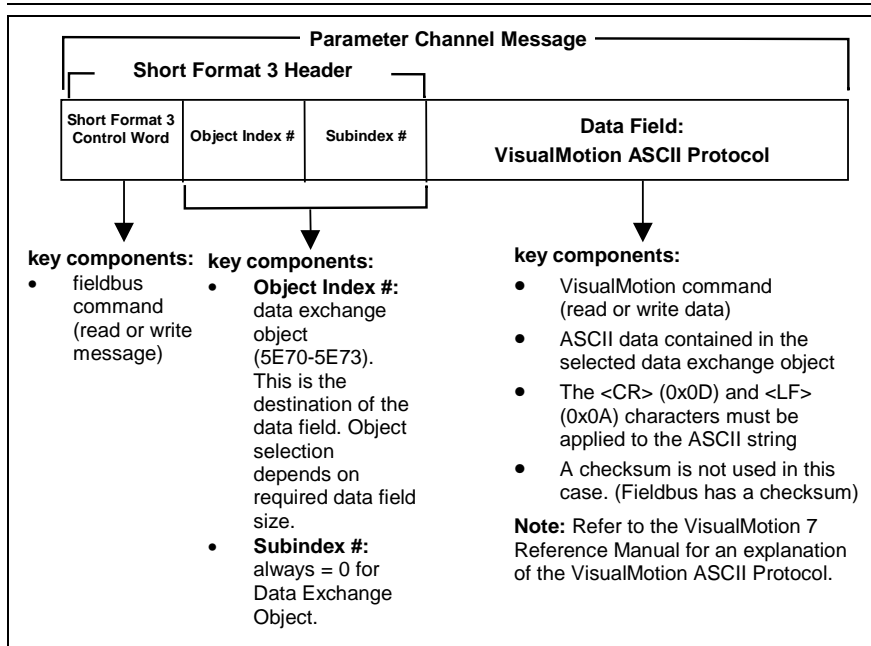 Parameter Channel Message
Short Format 3 Header
Short Format 3
Control Word
Object Index #
Subindex #
Data Field:
VisualMotion ASCII Protocol
key components:
• fieldbus
command
(read or write
message)
key components:
• Object Index #:
data exchange
object
(5E70-5E73).
This is the
destination of the
data field. Object
selection
depends on
required data field
size.
• Subindex #:
always = 0 for
Data Exchange
Object.
key components:
• VisualMotion command
(read or write data)
• ASCII data contained in the
selected data exchange object
• The <CR> (0x0D) and <LF>
(0x0A) characters must be
applied to the ASCII string
• A checksum is not used in this
case. (Fieldbus has a checksum)
Note: Refer to the VisualMotion 7
Reference Manual for an explanation
of the VisualMotion ASCII Protocol.